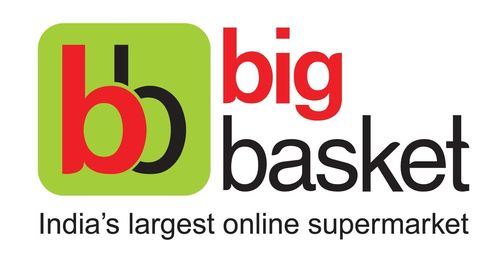 bb
big
basket
India's largest online supermarket